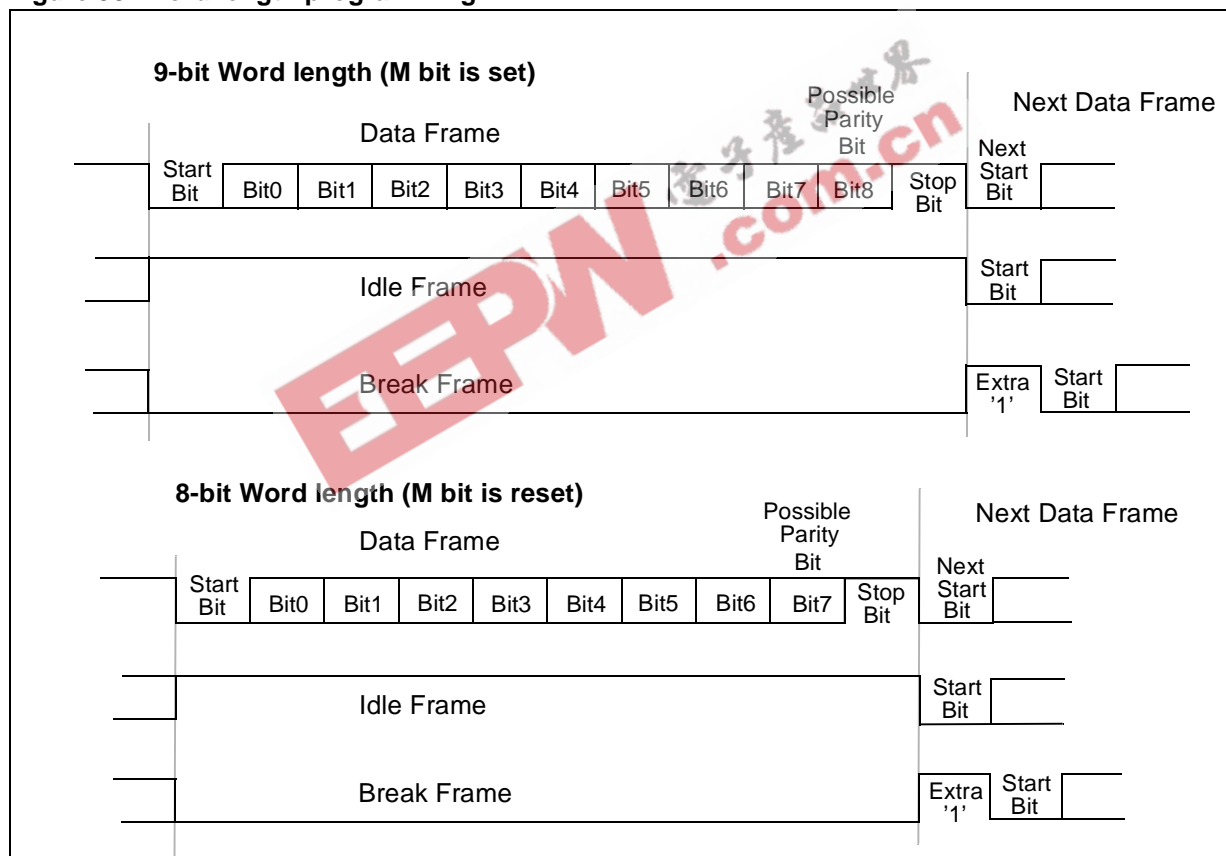 9-bit Word length (M bit is set)
Possible
Parity
Bit
Next Data Frame
Data Frame
Start
Bit
Bit0
Bit1
Bit2
Bit3
Bit4
Bit5
Bit6
Bit7
Bit8
Stop
Bit
Next
Start
Bit
Idle Frame
Start
Bit
Break Frame
Extra
'1'
Start
Bit
EEPW
.com.cn
8-bit Word length (M bit is reset)
Possible
Parity
Bit
Next Data Frame
Data Frame
Start
Bit
Bit0
Bit1
Bit2
Bit3
Bit4
Bit5
Bit6
Bit7
Stop
Bit
Next
Start
Bit
Idle Frame
Start
Bit
Break Frame
Extra
'1'
Start
Bit